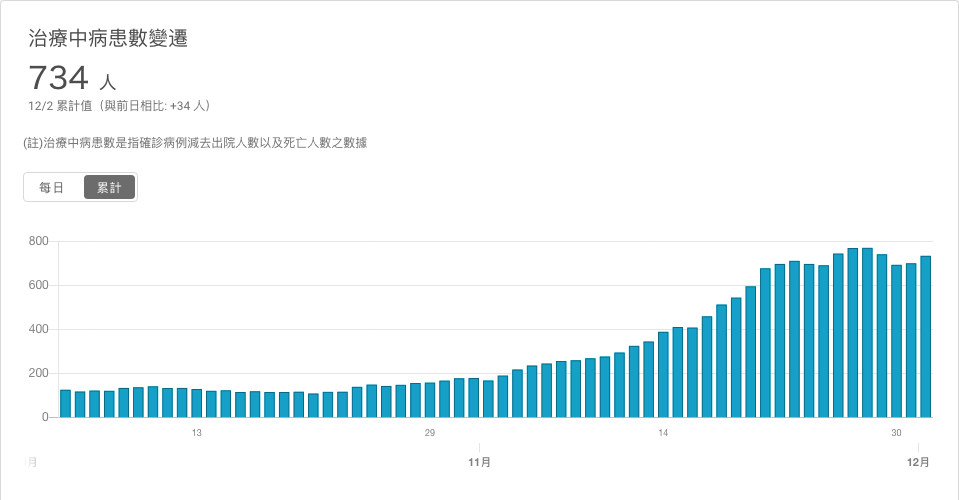 治療中病患數變遷
734 人
12/2 累計值（與前日相比: +34 人）
(註)治療中病患數是指確診病例減去出院人數以及死亡人數之數據
每日 累計
800
600
400
200
0
13 29 14 30
月 11月 12月